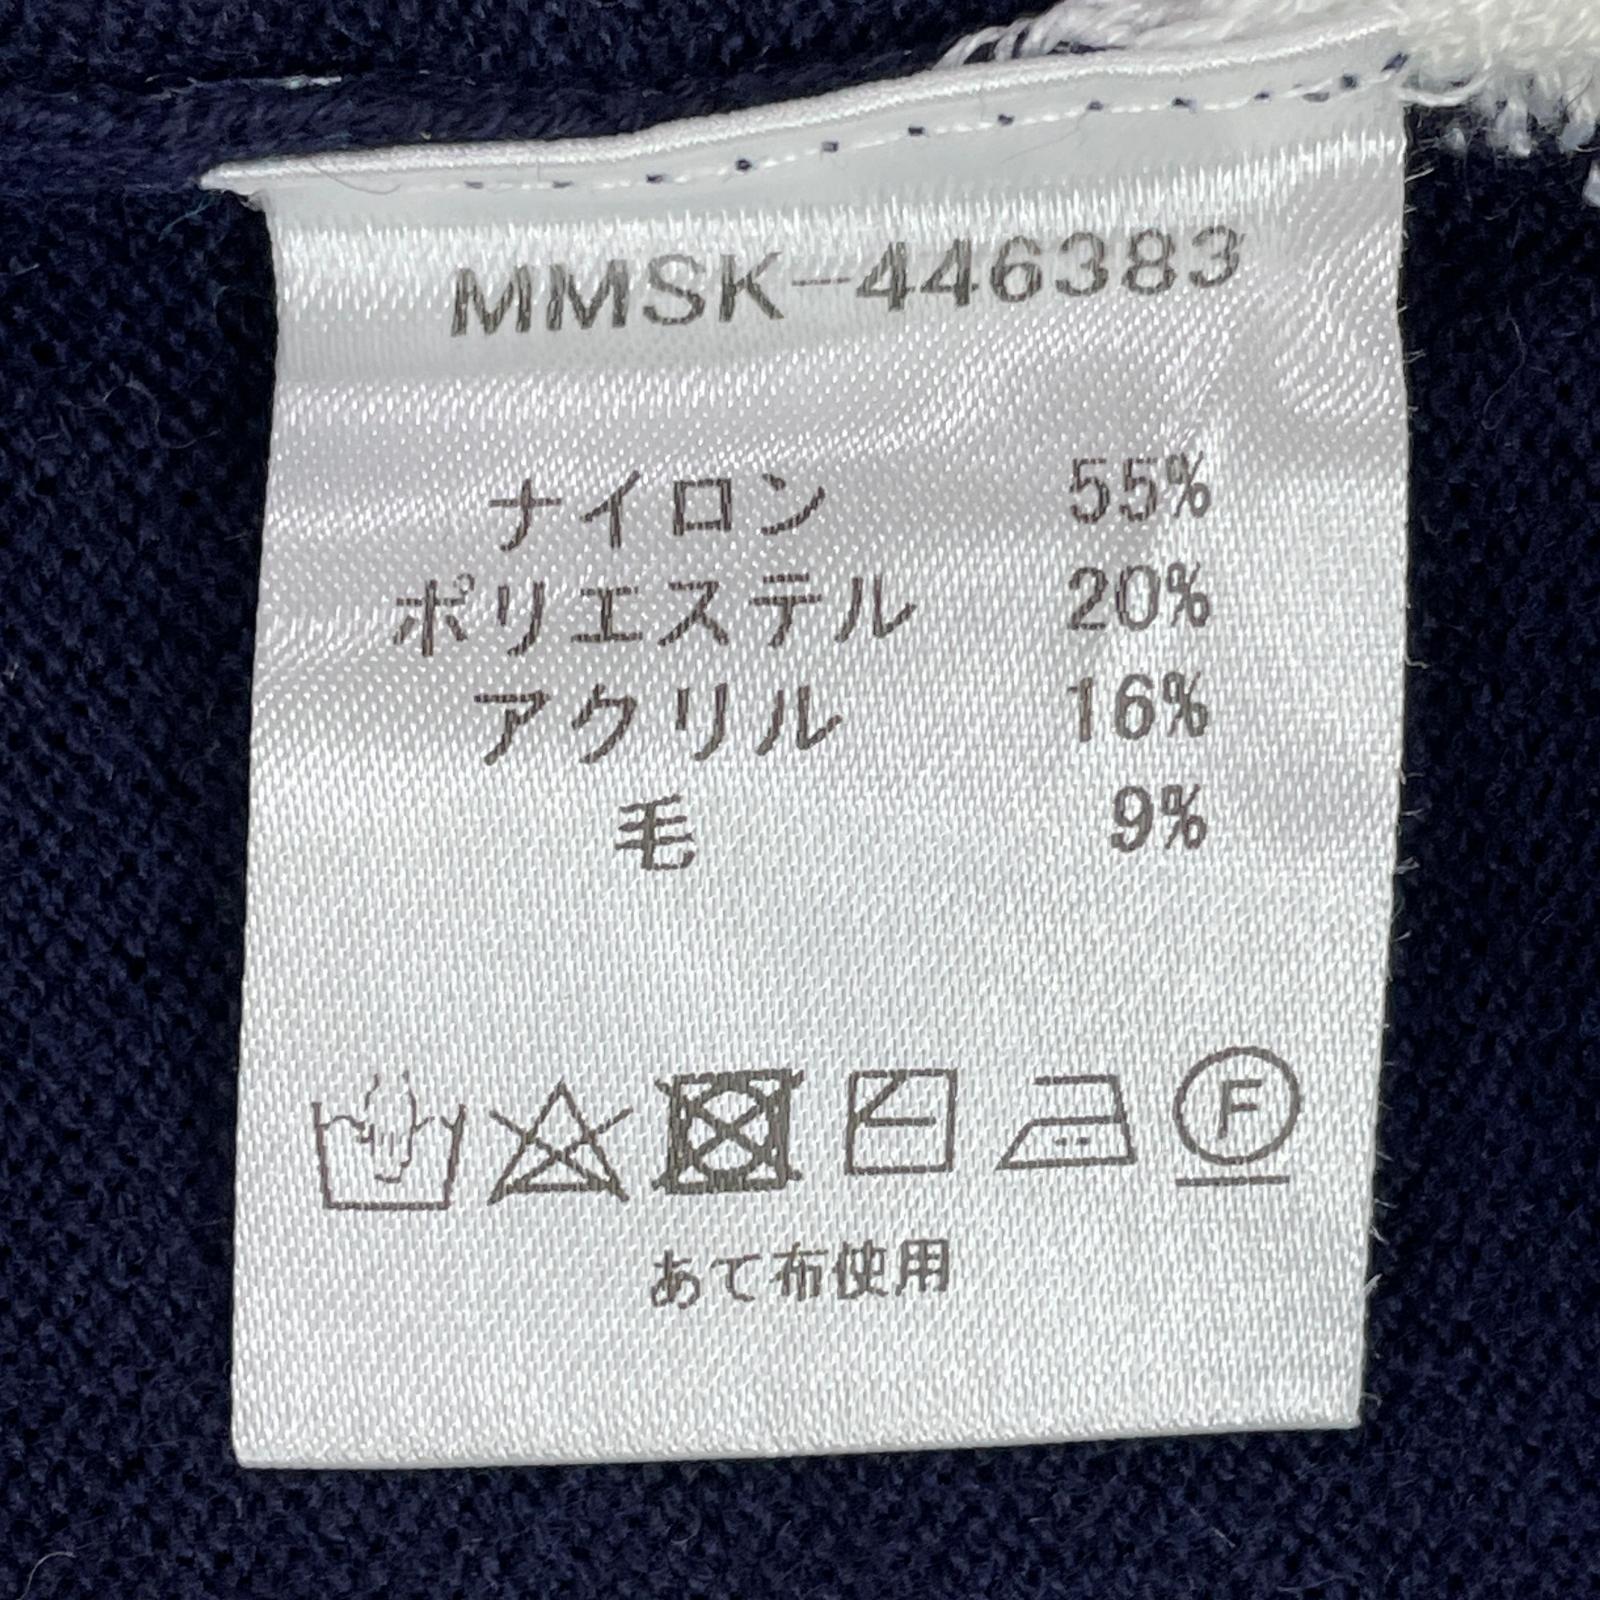 MMSK-446383
ナイロン 55%
ポリエステル 20%
アクリル 16%
毛 9%
F
あて布使用